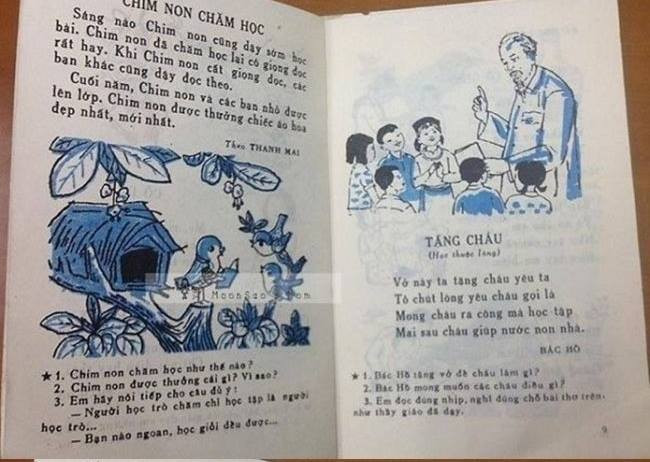 CHIM NON CHĂM HỌC
Sáng nào Chim non cũng dậy sớm học
bài. Chim non đã chăm học lại có giọng đọc
rất hay. Khi Chim non cất giọng đọc, các
bạn khác cũng dậy đọc theo.
Cuối năm, Chim non và các bạn nhỏ được
lên lớp. Chim non được thưởng chiếc áo hoa
đẹp nhất, mới nhất.
Theo THANH MAI
★ 1. Chim non chăm học như thế nào?
2. Chim non được thưởng cái gì? Vì sao?
3. Em hãy nói tiếp cho câu đủ ý:
— Người học trò chăm chỉ học tập là người
học trò...
— Bạn nào ngoan, học giỏi đều được...
TẶNG CHÁU
(Học thuộc lòng)
Vở này ta tặng cháu yêu ta
Tỏ chút lòng yêu cháu gọi là
Mong cháu ra công mà học tập
Mai sau cháu giúp nước non nhà.
BÁC HỒ
★ 1. Bác Hồ tặng vở để cháu làm gì?
2. Bác Hồ mong muốn các cháu điều gì?
3. Em đọc đúng nhịp, nghỉ đúng chỗ bài thơ trên,
như thầy giáo đã dạy.
9